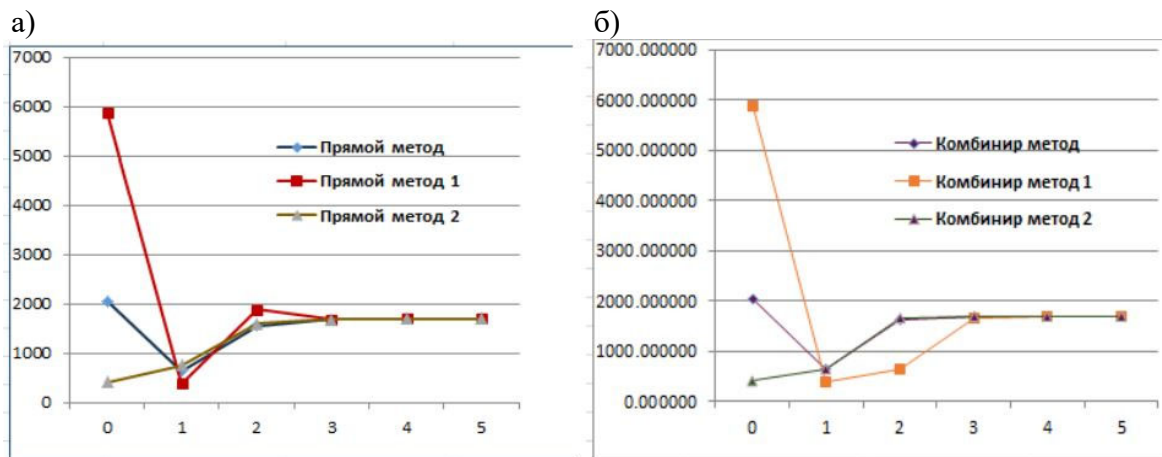 а)
7000
6000
5000
4000
3000
2000
1000
0
0 1 2 3 4 5
Прямой метод
Прямой метод 1
Прямой метод 2
б)
7000.000000
6000.000000
5000.000000
4000.000000
3000.000000
2000.000000
1000.000000
0.000000
0 1 2 3 4 5
Комбинир метод
Комбинир метод 1
Комбинир метод 2